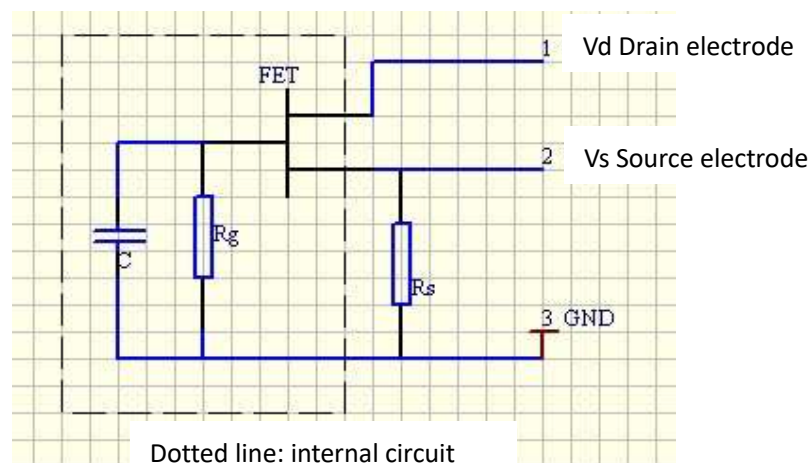 1 Vd Drain electrode
FET
2 Vs Source electrode
Rg
C
Rs
3 GND
Dotted line: internal circuit